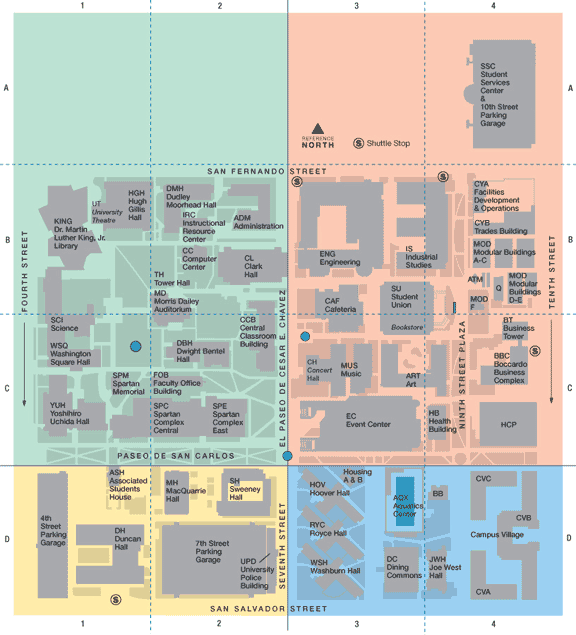 1
2
3
4
A
A
SSC
Student
Services
Center
&
10th Street
Parking
Garage
REFERENCE
NORTH
S Shuttle Stop
SAN FERNANDO STREET
S
S
FOURTH STREET
B
B
TENTH STREET
KING
Dr. Martin
Luther King, Jr.
Library
UT
University
Theatre
HGH
Hugh
Gillis
Hall
DMH
Dudley
Moorhead Hall
IRC
Instructional
Resource
Center
ADM
Administration
CC
Computer
Center
CL
Clark
Hall
TH
Tower Hall
MD
Morris Dailey
Auditorium
ENG
Engineering
IS
Industrial
Studies
CYA
Facilities
Development
& Operations
CYB
Trades Building
MOD
Modular Buildings
A-C
ATM
Q
MOD
Modular
Buildings
D-E
MOD
F
SCI
Science
WSQ
Washington
Square Hall
CCB
Central
Classroom
Building
DBH
Dwight Bentel
Hall
EL PASEO DE CESAR E. CHAVEZ
CAF
Cafeteria
SU
Student
Union
Bookstore
NINTH STREET PLAZA
BT
Business
Tower
S
BBC
Boccardo
Business
Complex
C
C
SPM
Spartan
Memorial
FOB
Faculty Office
Building
CH
Concert
Hall
MUS
Music
ART
Art
YUH
Yoshihiro
Uchida Hall
SPC
Spartan
Complex
Central
SPE
Spartan
Complex
East
EC
Event Center
HB
Health
Building
HCP
PASEO DE SAN CARLOS
ASH
Associated
Students
House
MH
MacQuarrie
Hall
SH
Sweeney
Hall
SEVENTH STREET
Housing
A & B
HOV
Hoover Hall
AQX
Aquatics
Center
BB
CVC
4th
Street
Parking
Garage
DH
Duncan
Hall
7th Street
Parking
Garage
UPD
University
Police
Building
RYC
Royce Hall
WSH
Washburn Hall
DC
Dining
Commons
JWH
Joe West
Hall
CVB
Campus Village
CVA
D
D
S
SAN SALVADOR STREET
1
2
3
4